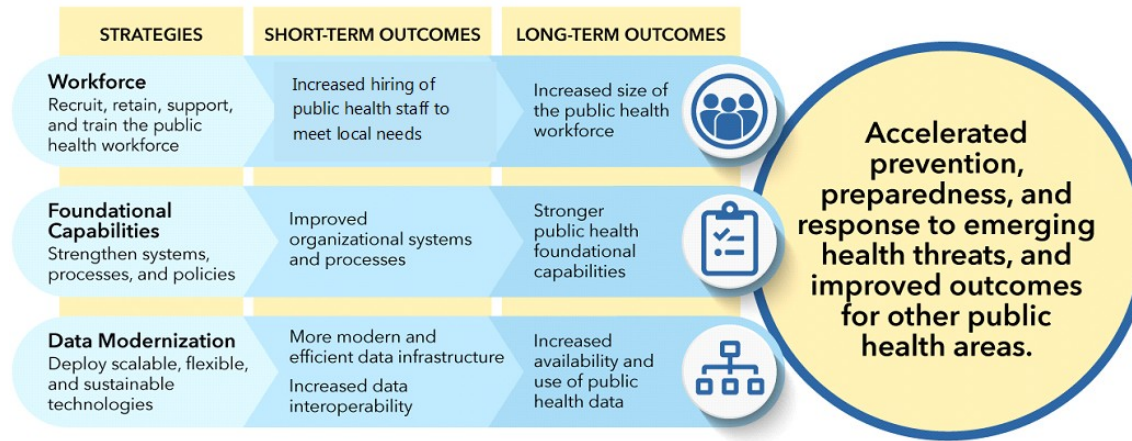 STRATEGIES
SHORT-TERM OUTCOMES
LONG-TERM OUTCOMES
Workforce
Recruit, retain, support,
and train the public
health workforce
Increased hiring of
public health staff to
meet local needs
Increased size of
the public health
workforce
Foundational
Capabilities
Strengthen systems,
processes, and policies
Improved
organizational systems
and processes
Stronger
public health
foundational
capabilities
Data Modernization
Deploy scalable, flexible,
and sustainable
technologies
More modern and
efficient data infrastructure
Increased data
interoperability
Increased
availability and
use of public
health data
Accelerated
prevention,
preparedness, and
response to emerging
health threats, and
improved outcomes
for other public
health areas.